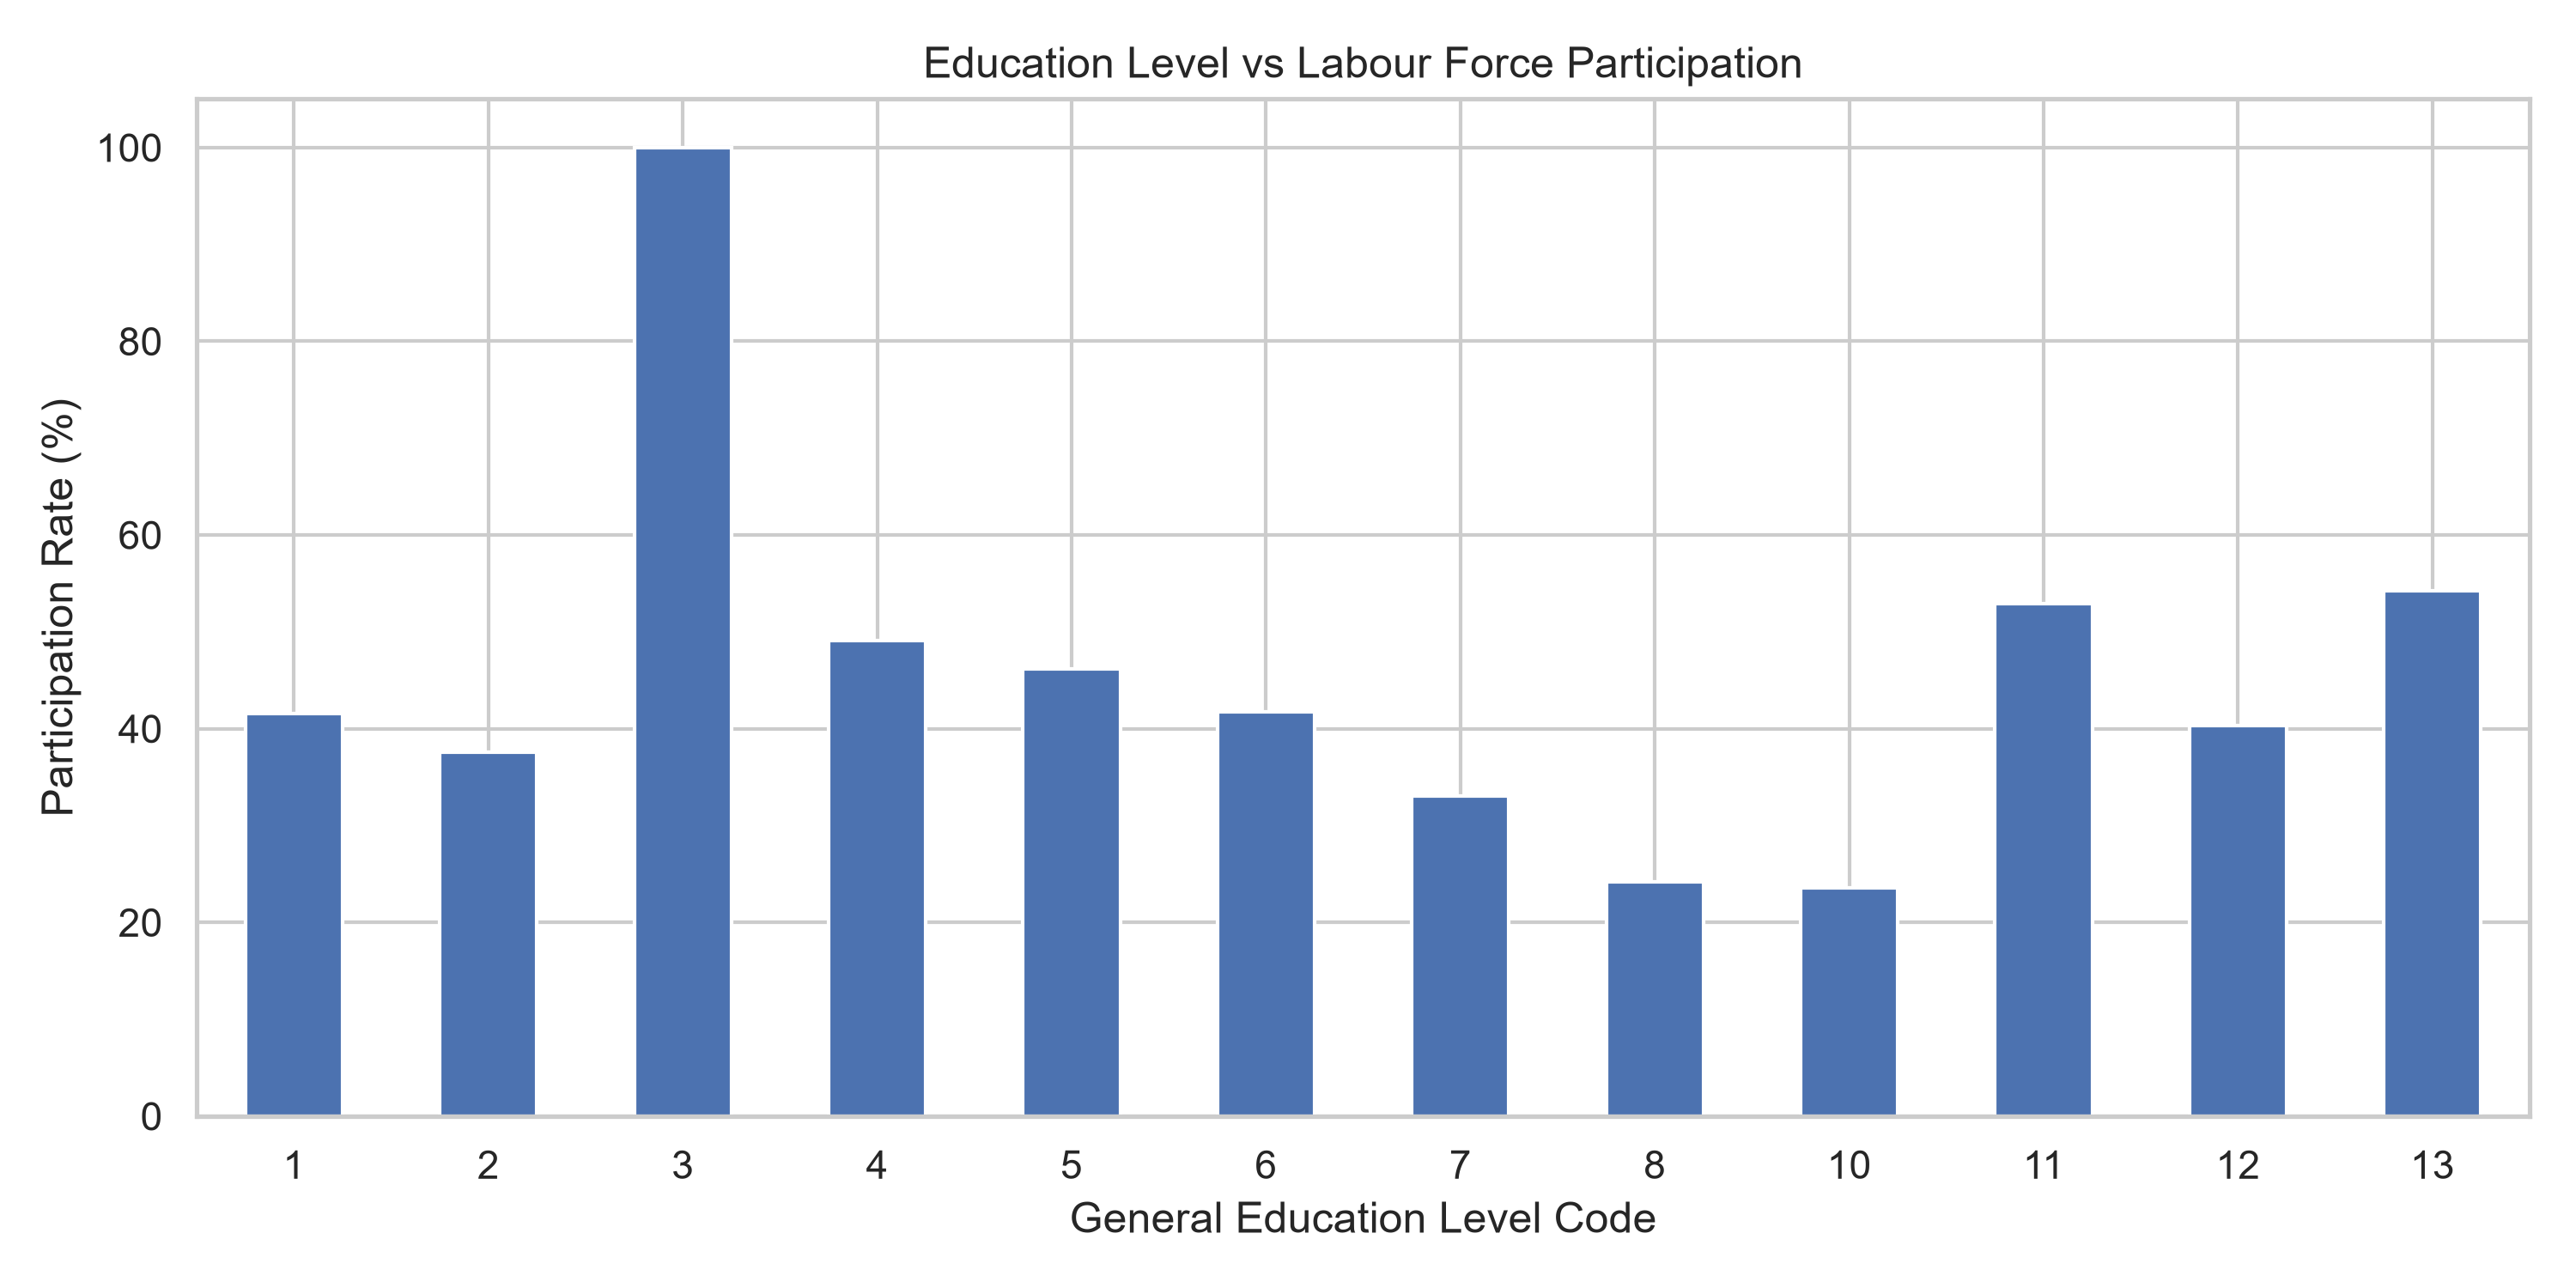 Education Level vs Labour Force Participation
100
80
60
40
20
0
Participation Rate (%)
1 2 3 4 5 6 7 8 10 11 12 13
General Education Level Code